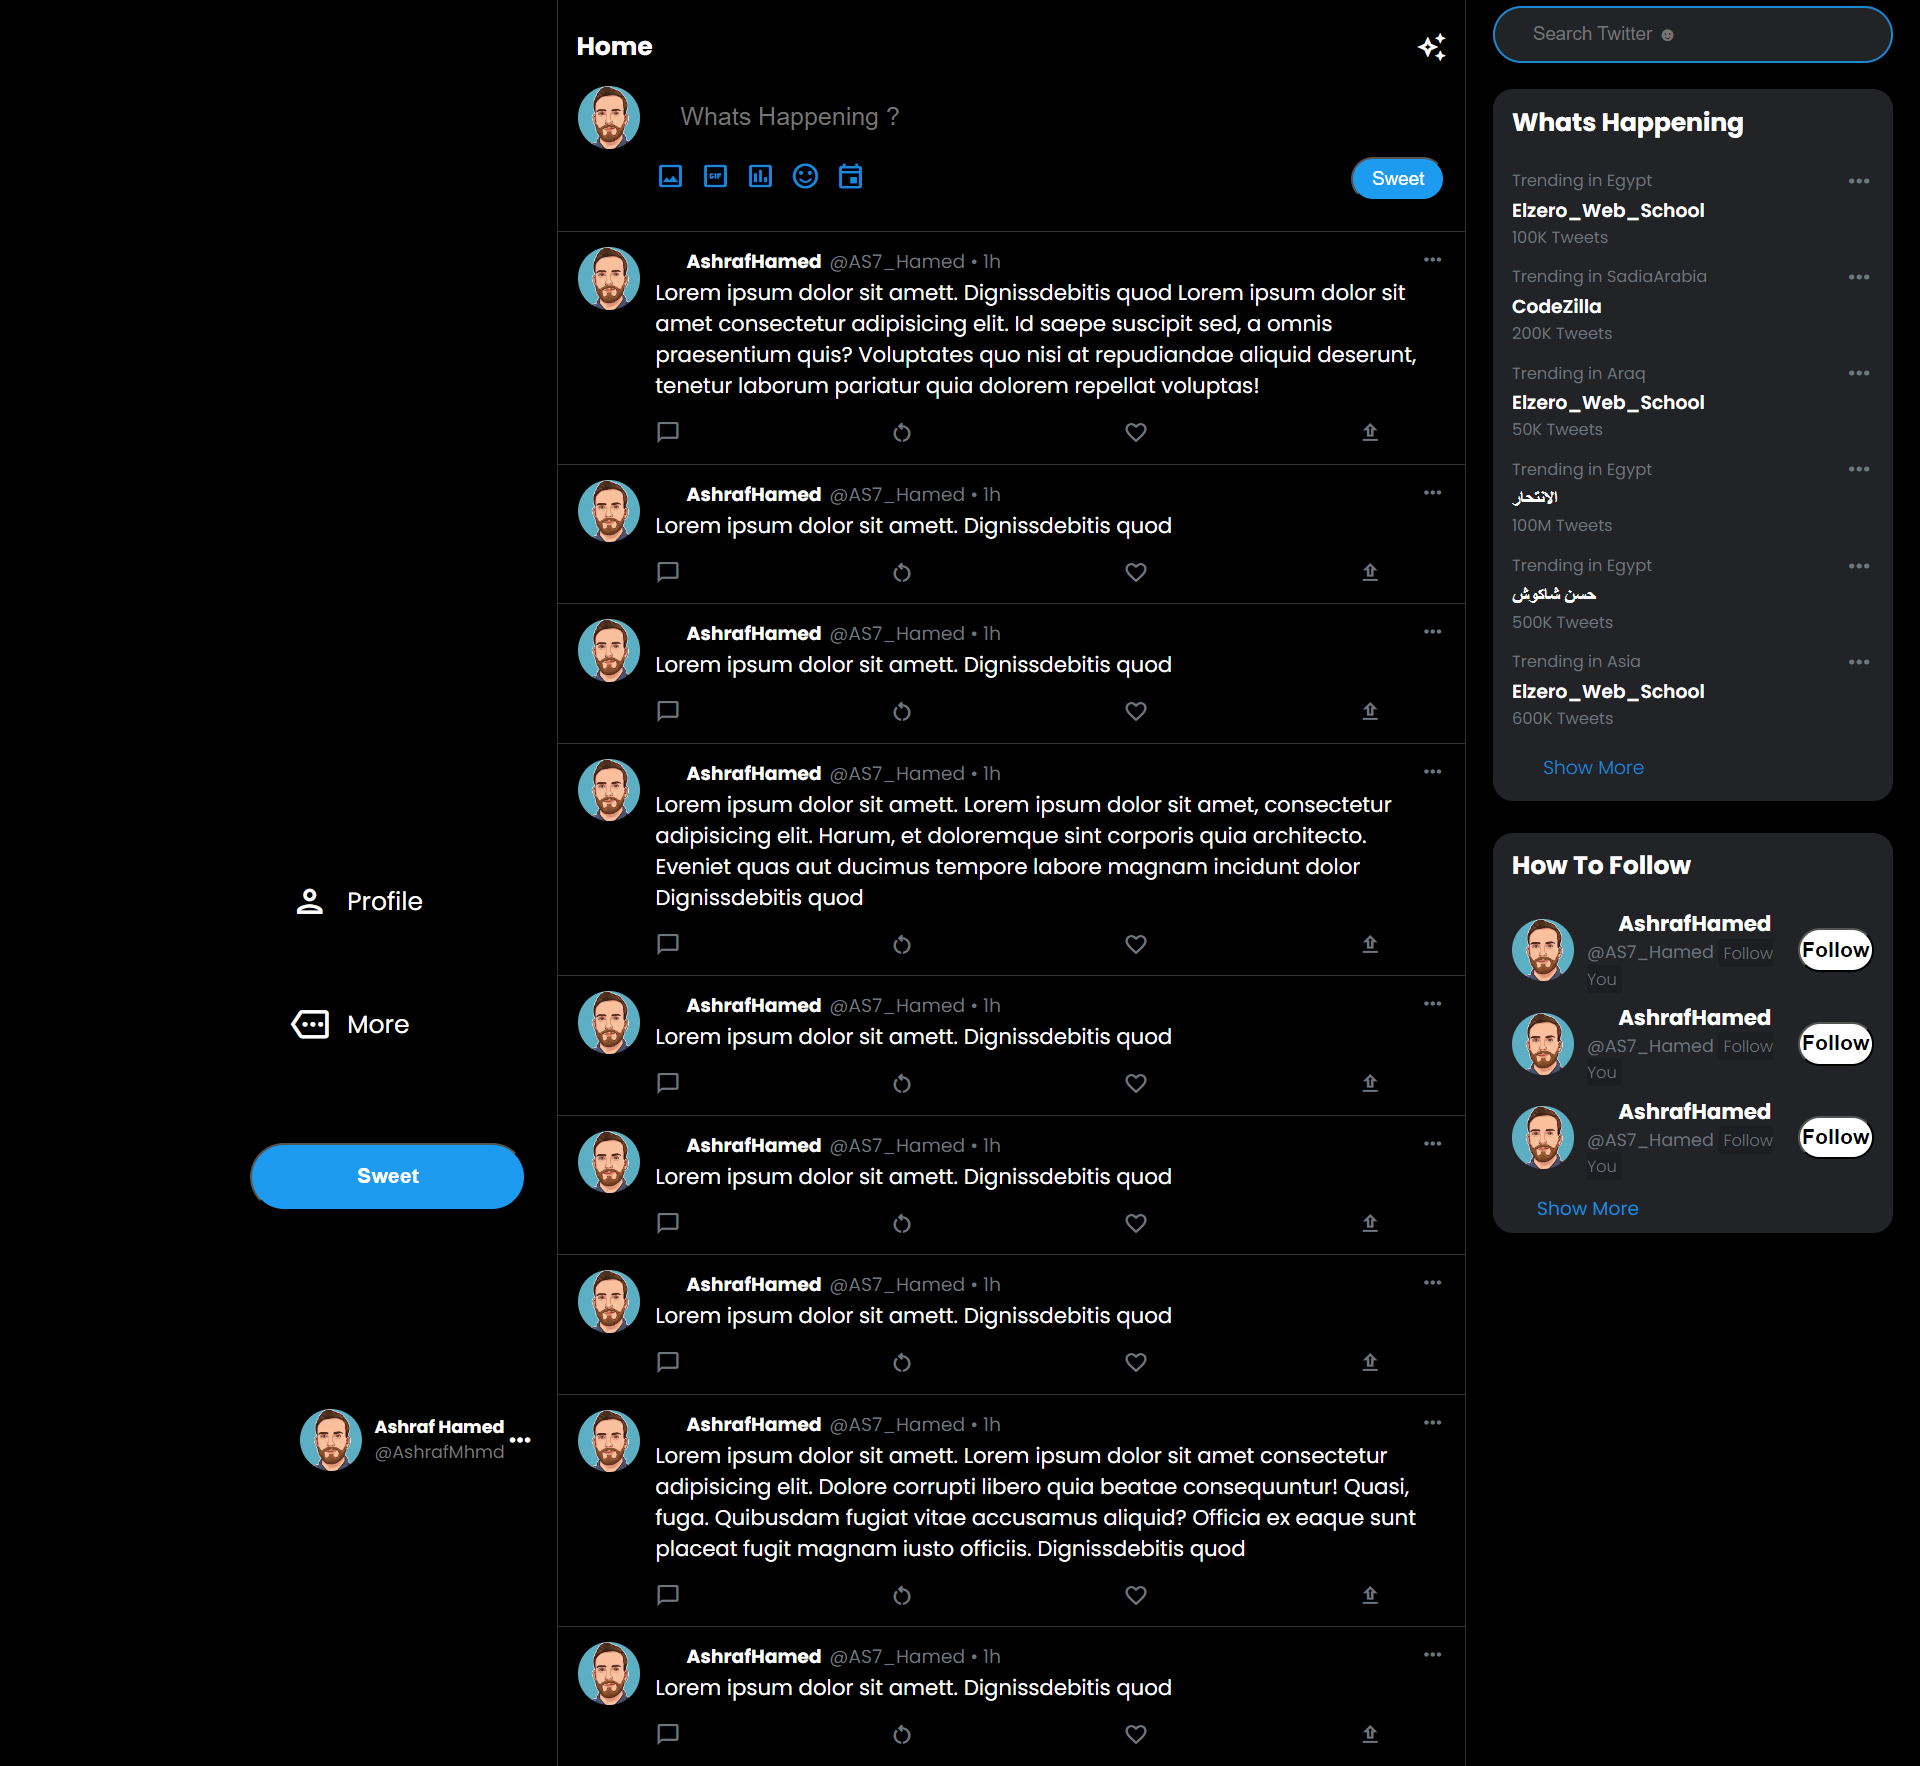 Profile
More
Sweet
Ashraf Hamed
@AshrafMhmd
Home
Whats Happening ?
GIF
Sweet
AshrafHamed @AS7_Hamed • 1h
Lorem ipsum dolor sit amett. Dignissdebitis quod Lorem ipsum dolor sit
amet consectetur adipisicing elit. Id saepe suscipit sed, a omnis
praesentium quis? Voluptates quo nisi at repudiandae aliquid deserunt,
tenetur laborum pariatur quia dolorem repellat voluptas!
AshrafHamed @AS7_Hamed • 1h
Lorem ipsum dolor sit amett. Dignissdebitis quod
AshrafHamed @AS7_Hamed • 1h
Lorem ipsum dolor sit amett. Dignissdebitis quod
AshrafHamed @AS7_Hamed • 1h
Lorem ipsum dolor sit amett. Lorem ipsum dolor sit amet, consectetur
adipisicing elit. Harum, et doloremque sint corporis quia architecto.
Eveniet quas aut ducimus tempore labore magnam incidunt dolor
Dignissdebitis quod
AshrafHamed @AS7_Hamed • 1h
Lorem ipsum dolor sit amett. Dignissdebitis quod
AshrafHamed @AS7_Hamed • 1h
Lorem ipsum dolor sit amett. Dignissdebitis quod
AshrafHamed @AS7_Hamed • 1h
Lorem ipsum dolor sit amett. Dignissdebitis quod
AshrafHamed @AS7_Hamed • 1h
Lorem ipsum dolor sit amett. Lorem ipsum dolor sit amet consectetur
adipisicing elit. Dolore corrupti libero quia beatae consequuntur! Quasi,
fuga. Quibusdam fugiat vitae accusamus aliquid? Officia ex eaque sunt
placeat fugit magnam iusto officiis. Dignissdebitis quod
AshrafHamed @AS7_Hamed • 1h
Lorem ipsum dolor sit amett. Dignissdebitis quod
Search Twitter ☻
Whats Happening
Trending in Egypt
Elzero_Web_School
100K Tweets
Trending in SadiaArabia
CodeZilla
200K Tweets
Trending in Araq
Elzero_Web_School
50K Tweets
Trending in Egypt
الانتحار
100M Tweets
Trending in Egypt
حسن شاكوش
500K Tweets
Trending in Asia
Elzero_Web_School
600K Tweets
Show More
How To Follow
AshrafHamed
@AS7_Hamed Follow
You
Follow
AshrafHamed
@AS7_Hamed Follow
You
Follow
AshrafHamed
@AS7_Hamed Follow
You
Follow
Show More